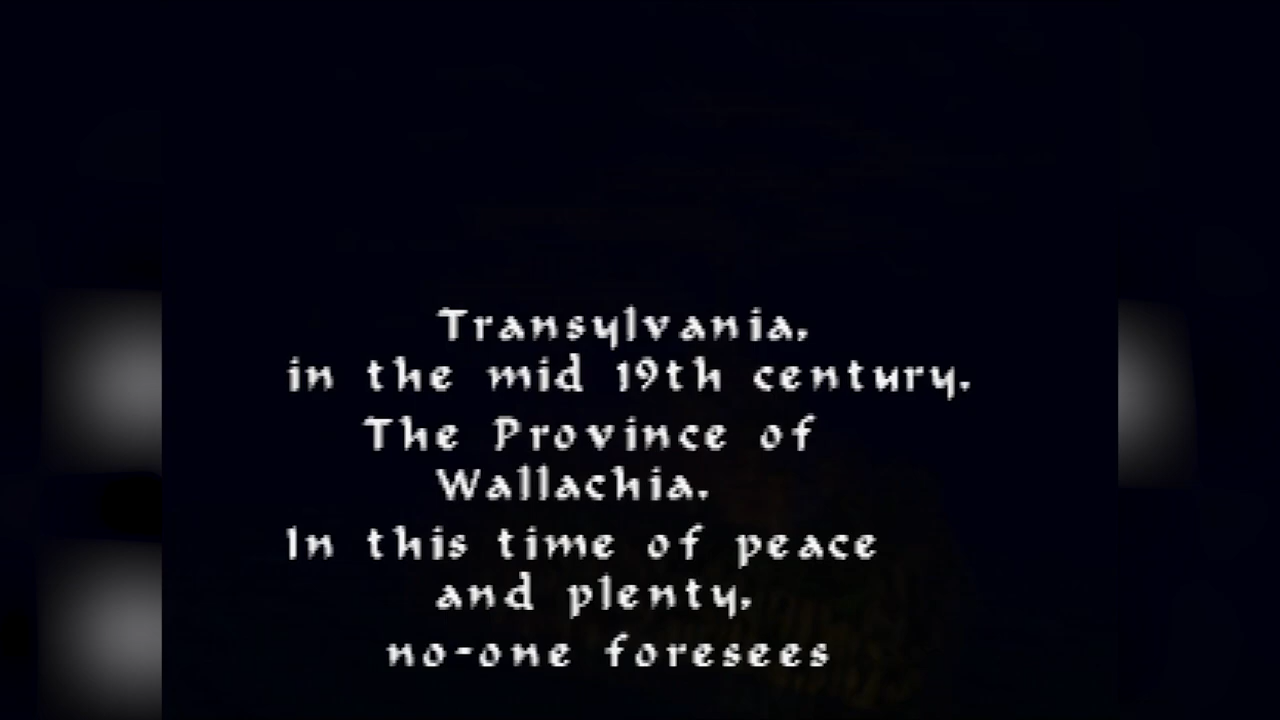 Transylvania,
in the mid 19th century.
The Province of
Wallachia.
In this time of peace
and plenty,
no-one foresees